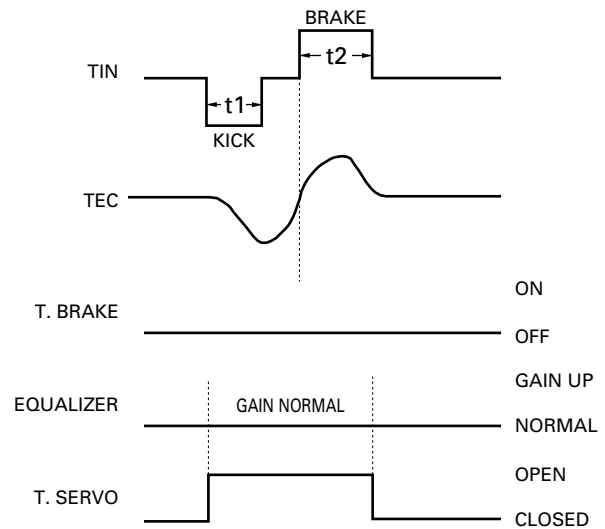 BRAKE
TIN
t2
t1
KICK
TEC
ON
T. BRAKE
OFF
GAIN UP
EQUALIZER
GAIN NORMAL
NORMAL
OPEN
T. SERVO
CLOSED